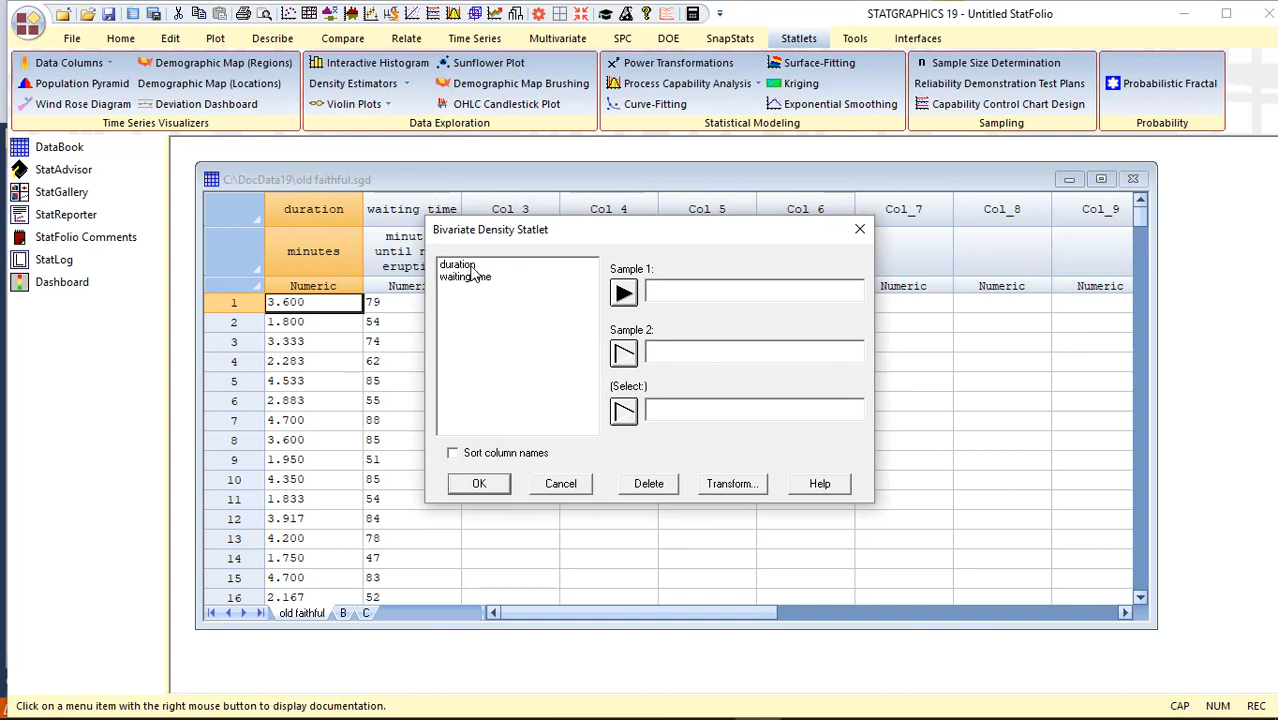 STATGRAPHICS 19 - Untitled StatFolio
File Home Edit Plot Describe Compare Relate Time Series Multivariate SPC DOE SnapStats Statlets Tools Interfaces
Data Columns Demographic Map (Regions) Interactive Histogram Sunflower Plot Power Transformations Surface-Fitting Sample Size Determination
Population Pyramid Demographic Map (Locations) Density Estimators Demographic Map Brushing Process Capability Analysis Kriging Reliability Demonstration Test Plans Probabilistic Fractal
Wind Rose Diagram Deviation Dashboard Violin Plots OHLC Candlestick Plot Curve-Fitting Exponential Smoothing Capability Control Chart Design
Time Series Visualizers Data Exploration Statistical Modeling Sampling Probability
DataBook
StatAdvisor
StatGallery
StatReporter
StatFolio Comments
StatLog
Dashboard
C:\DocData19\old faithful.sgd
duration waiting time Col_3 Col_4 Col_5 Col_6 Col_7 Col_8 Col_9
minutes
Numeric Numeric Numeric Numeric
1 3.600 79
2 1.800 54
3 3.333 74
4 2.283 62
5 4.533 85
6 2.883 55
7 4.700 88
8 3.600 85
9 1.950 51
10 4.350 85
11 1.833 54
12 3.917 84
13 4.200 78
14 1.750 47
15 4.700 83
16 2.167 52
old faithful B C
Bivariate Density Statlet
duration
Sample 1:
Sample 2:
(Select:)
Sort column names
OK Cancel Delete Transform... Help
Click on a menu item with the right mouse button to display documentation.
CAP NUM REC